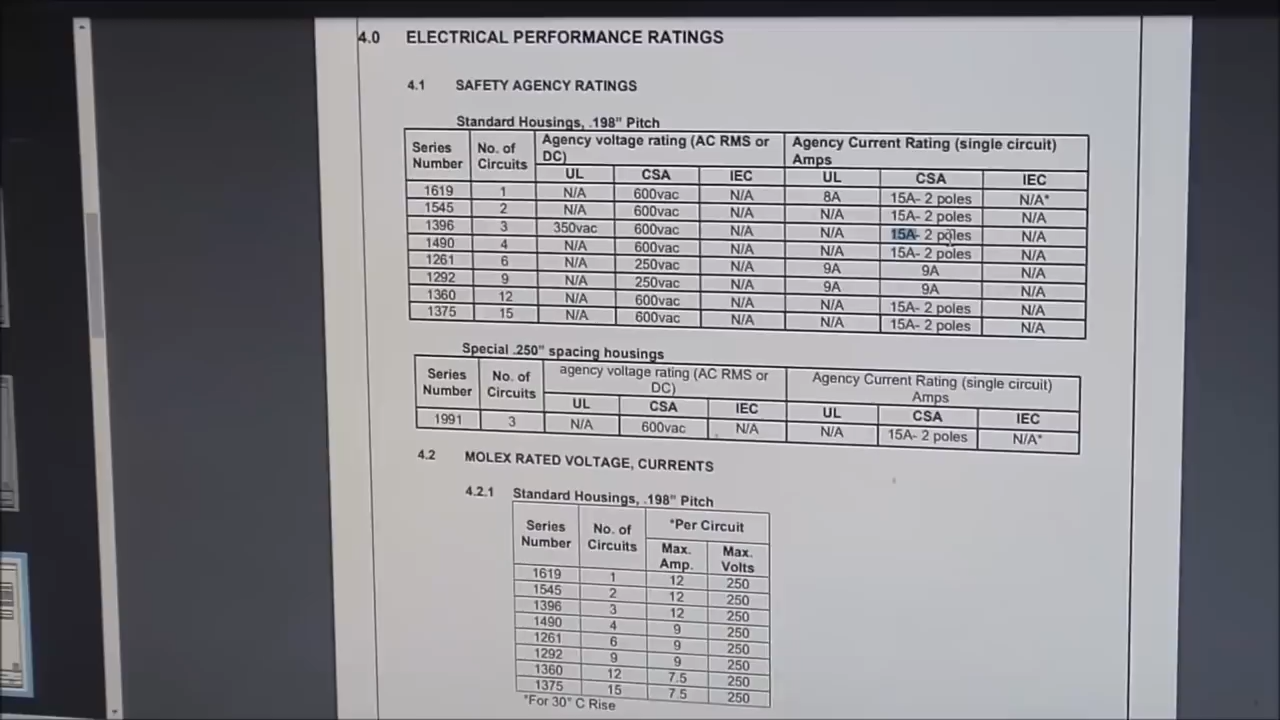 4.0 ELECTRICAL PERFORMANCE RATINGS
4.1 SAFETY AGENCY RATINGS
Standard Housings, .198" Pitch
Series Number No. of Circuits Agency voltage rating (AC RMS or DC) Agency Current Rating (single circuit) Amps
UL CSA IEC UL CSA IEC
1619 1 N/A 600vac N/A 8A 15A- 2 poles N/A*
1545 2 N/A 600vac N/A N/A 15A- 2 poles N/A
1396 3 350vac 600vac N/A N/A 15A- 2 poles N/A
1490 4 N/A 600vac N/A N/A 15A- 2 poles N/A
1261 6 N/A 250vac N/A 9A 9A N/A
1292 9 N/A 250vac N/A 9A 9A N/A
1360 12 N/A 600vac N/A N/A 15A- 2 poles N/A
1375 15 N/A 600vac N/A N/A 15A- 2 poles N/A
Special .250" spacing housings
Series Number No. of Circuits agency voltage rating (AC RMS or DC) Agency Current Rating (single circuit) Amps
UL CSA IEC UL CSA IEC
1991 3 N/A 600vac N/A N/A 15A- 2 poles N/A*
4.2 MOLEX RATED VOLTAGE, CURRENTS
4.2.1 Standard Housings, .198" Pitch
Series Number No. of Circuits *Per Circuit
Max. Amp. Max. Volts
1619 1 12 250
1545 2 12 250
1396 3 12 250
1490 4 9 250
1261 6 9 250
1292 9 9 250
1360 12 7.5 250
1375 15 7.5 250
*For 30° C Rise